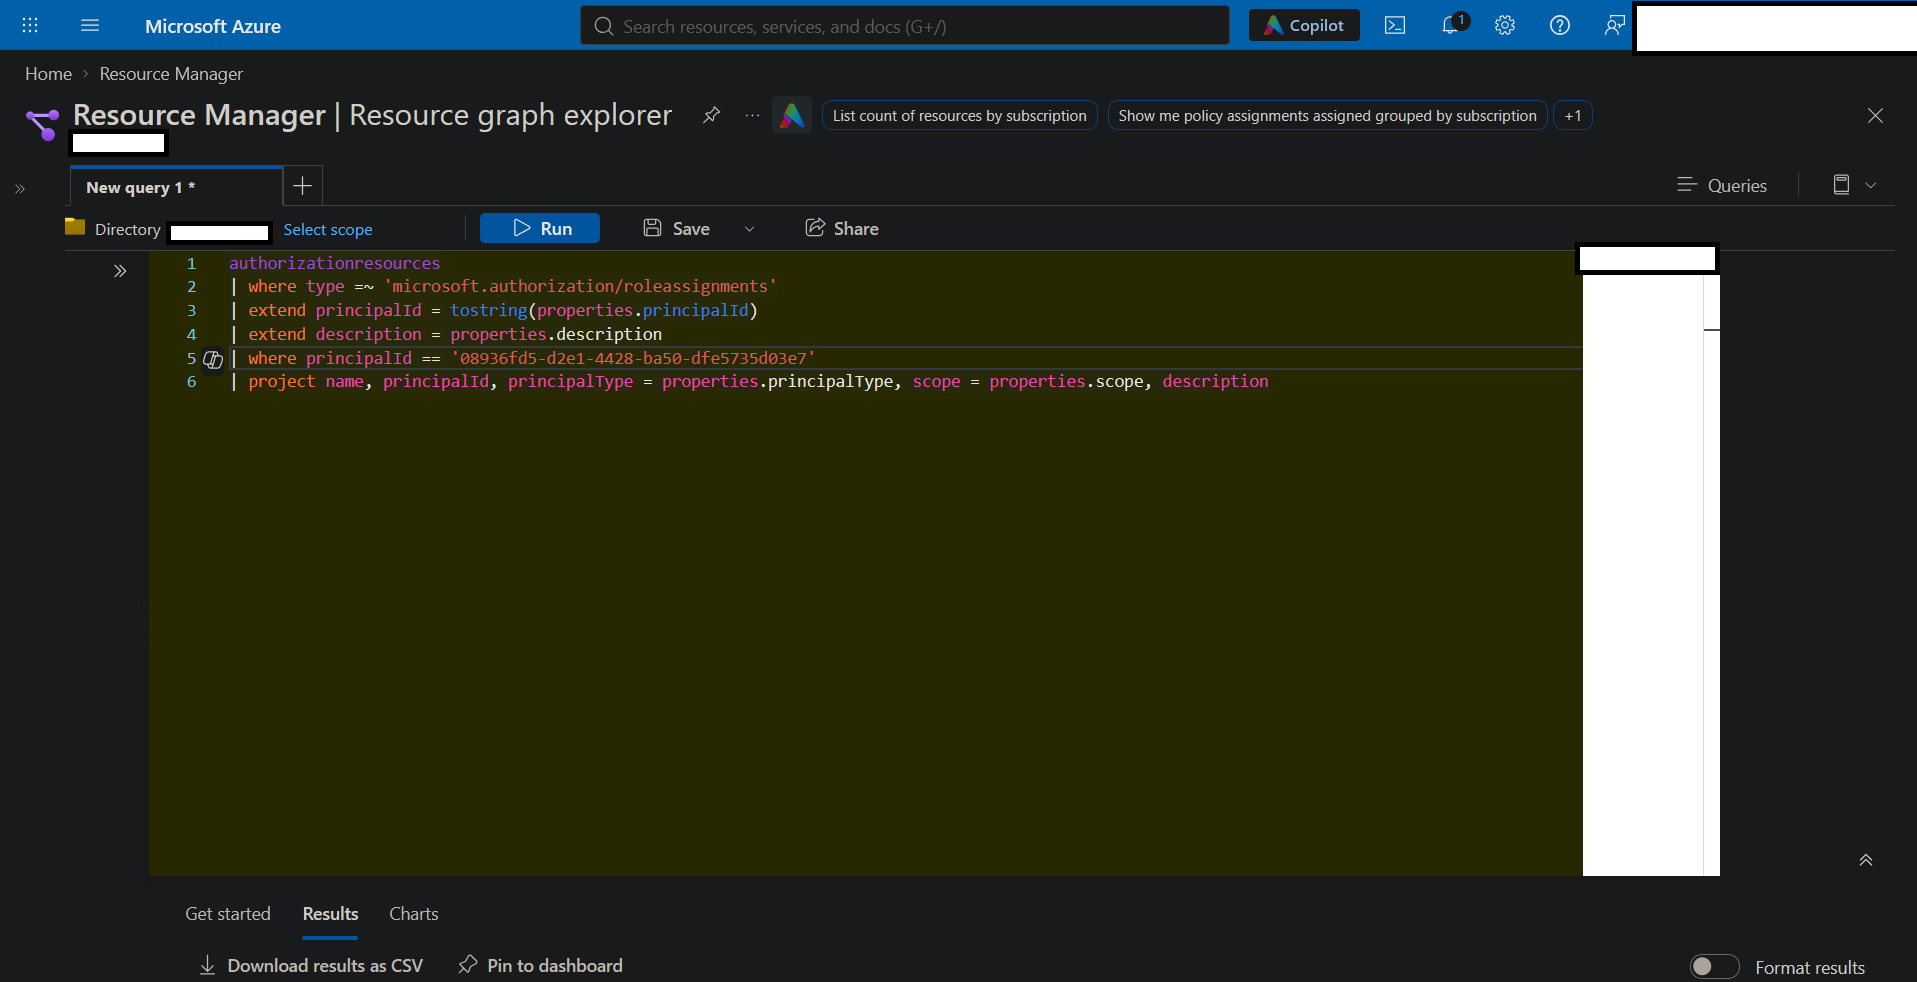 Microsoft Azure
Search resources, services, and docs (G+/)
Copilot
1
Home > Resource Manager
Resource Manager | Resource graph explorer
...
List count of resources by subscription
Show me policy assignments assigned grouped by subscription
+1
New query 1 *
Queries
Directory
Select scope
Run
Save
Share
1 authorizationresources
2 | where type =~ 'microsoft.authorization/roleassignments'
3 | extend principalId = tostring(properties.principalId)
4 | extend description = properties.description
5 | where principalId == '08936fd5-d2e1-4428-ba50-dfe5735d03e7'
6 | project name, principalId, principalType = properties.principalType, scope = properties.scope, description
Get started
Results
Charts
Download results as CSV
Pin to dashboard
Format results